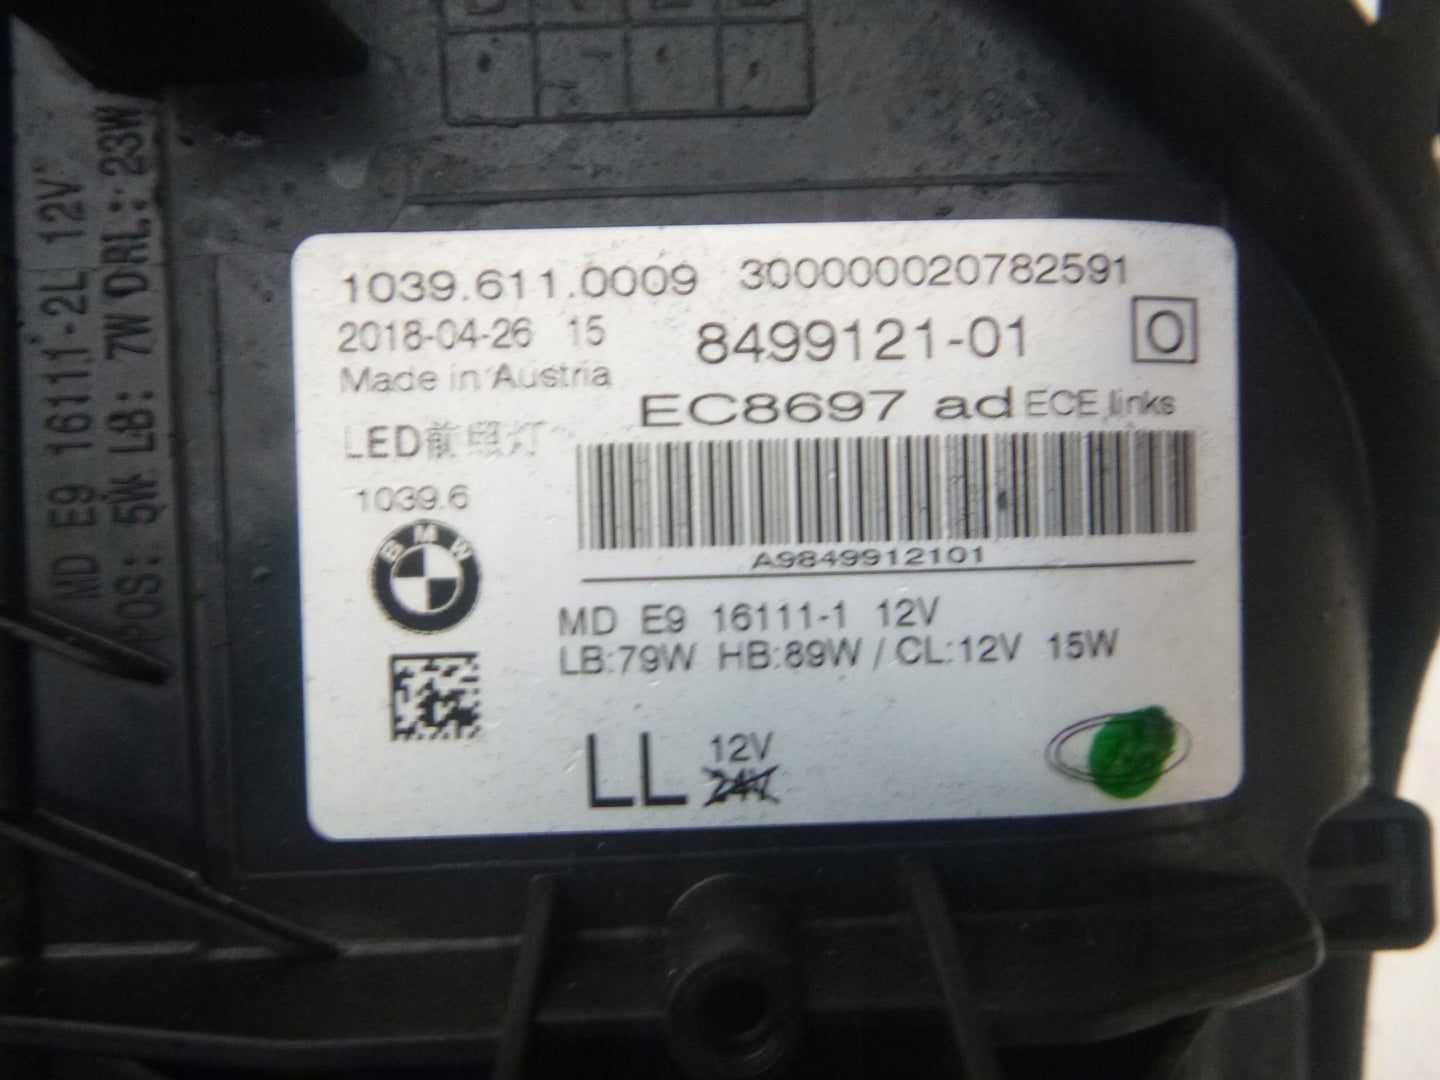 MD E9 16111-2L 12V
POS: 5W LB: 7W DRL: 23W
1039.611.0009 300000020782591
2018-04-26 15 8499121-01 O
Made in Austria
EC8697 ad ECE links
LED前照灯
1039.6
BMW
A9849912101
MD E9 16111-1 12V
LB:79W HB:89W / CL:12V 15W
LL 12V
24V